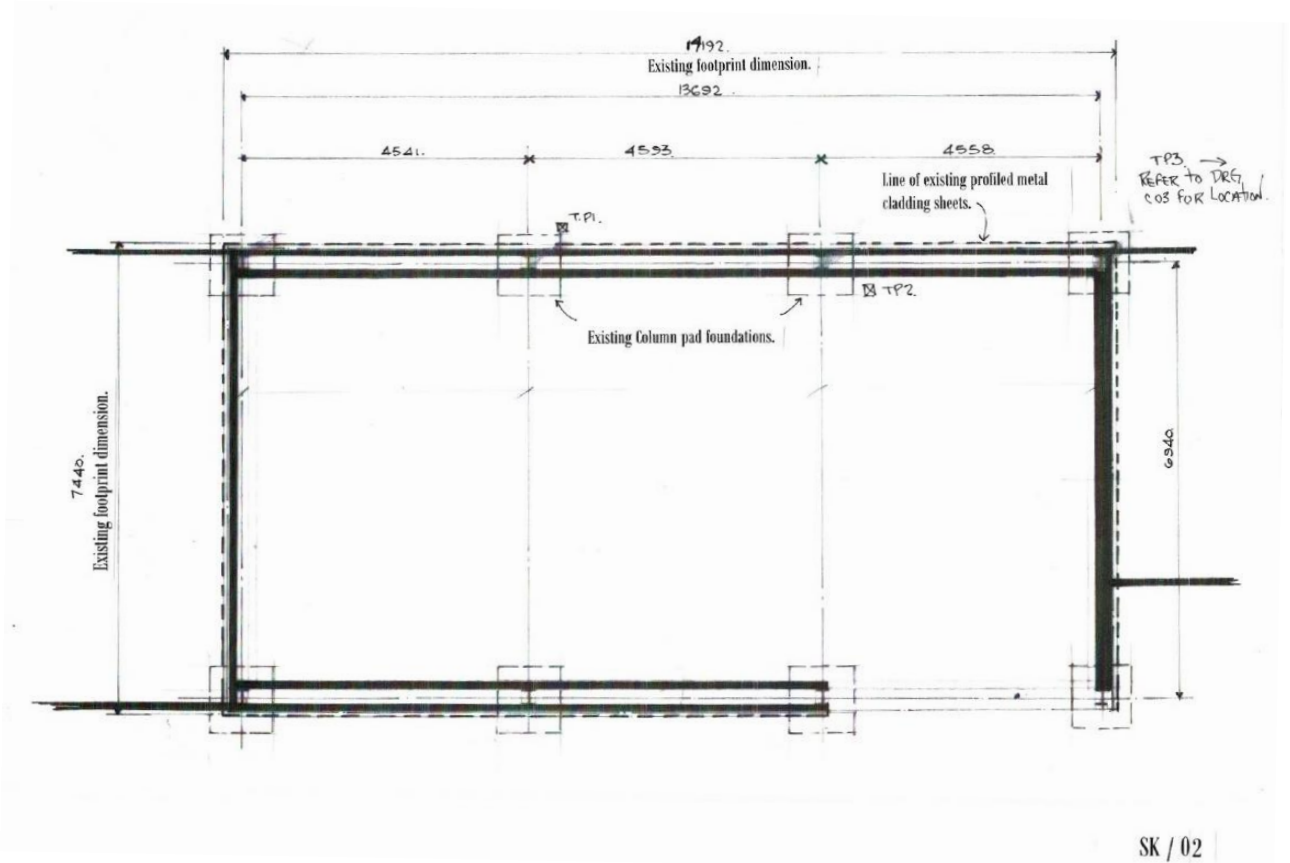 14192.
Existing footprint dimension.
13692.
4541.
4593.
4558.
TP3. →
REFER TO DRG
C03 FOR LOCATION.
Line of existing profiled metal
cladding sheets.
T.P1.
TP2.
Existing Column pad foundations.
7440.
Existing footprint dimension.
6940.
SK / 02